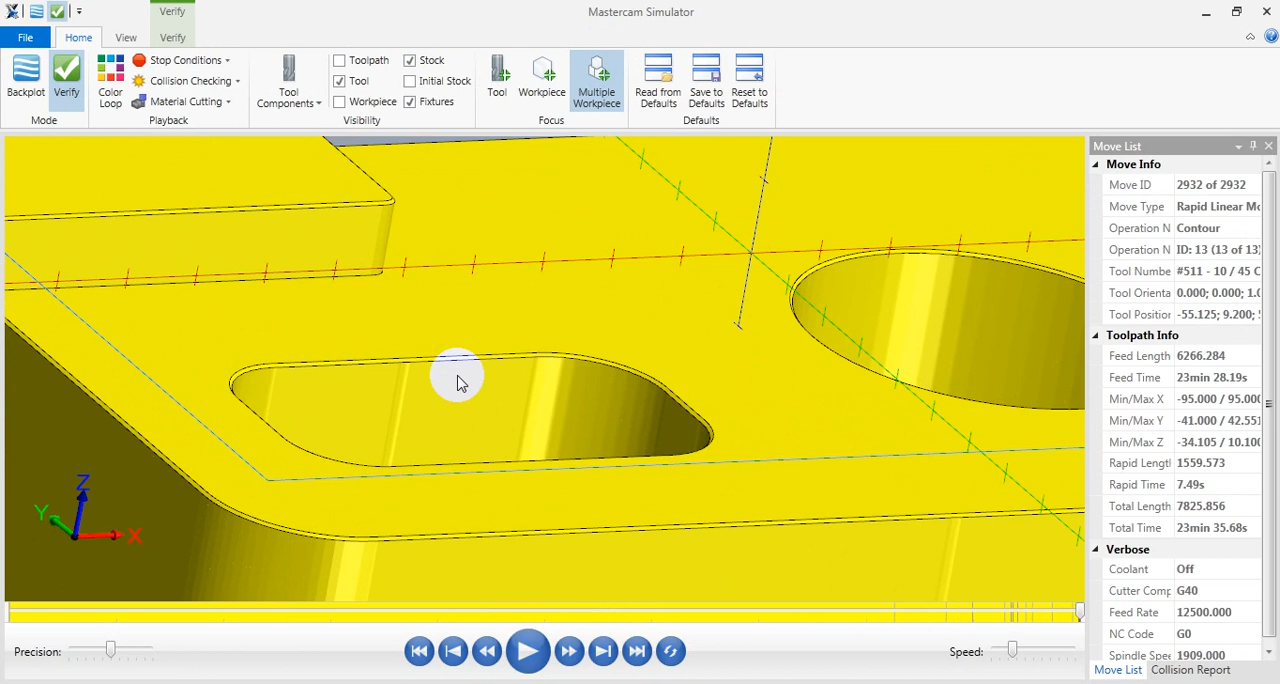 Verify
Mastercam Simulator
File
Home
View
Verify
Backplot
Verify
Mode
Color Loop
Stop Conditions
Collision Checking
Material Cutting
Playback
Tool Components
Toolpath
Tool
Workpiece
Stock
Initial Stock
Fixtures
Visibility
Tool
Workpiece
Multiple Workpiece
Focus
Read from Defaults
Save to Defaults
Reset to Defaults
Defaults
Z
Y
X
Move List
Move Info
Move ID 2932 of 2932
Move Type Rapid Linear Mo
Operation N Contour
Operation N ID: 13 (13 of 13)
Tool Numbe #511 - 10 / 45 C
Tool Orienta 0.000; 0.000; 1.0
Tool Position -55.125; 9.200;
Toolpath Info
Feed Length 6266.284
Feed Time 23min 28.19s
Min/Max X -95.000 / 95.000
Min/Max Y -41.000 / 42.551
Min/Max Z -34.105 / 10.100
Rapid Lengtl 1559.573
Rapid Time 7.49s
Total Length 7825.856
Total Time 23min 35.68s
Verbose
Coolant Off
Cutter Comp G40
Feed Rate 12500.000
NC Code G0
Spindle Spee 1909.000
Precision:
Speed:
Move List
Collision Report